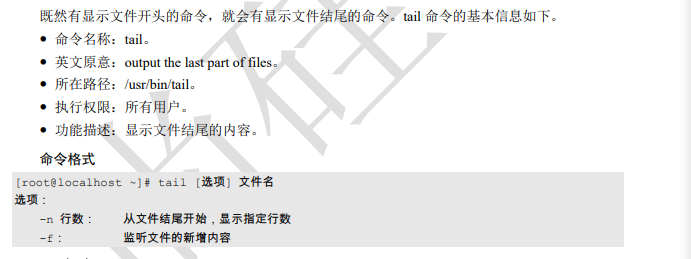 既然有显示文件开头的命令，就会有显示文件结尾的命令。tail 命令的基本信息如下。
● 命令名称：tail。
● 英文原意：output the last part of files。
● 所在路径：/usr/bin/tail。
● 执行权限：所有用户。
● 功能描述：显示文件结尾的内容。
命令格式
[root@localhost ~]# tail [选项] 文件名
选项：
-n 行数： 从文件结尾开始，显示指定行数
-f： 监听文件的新增内容